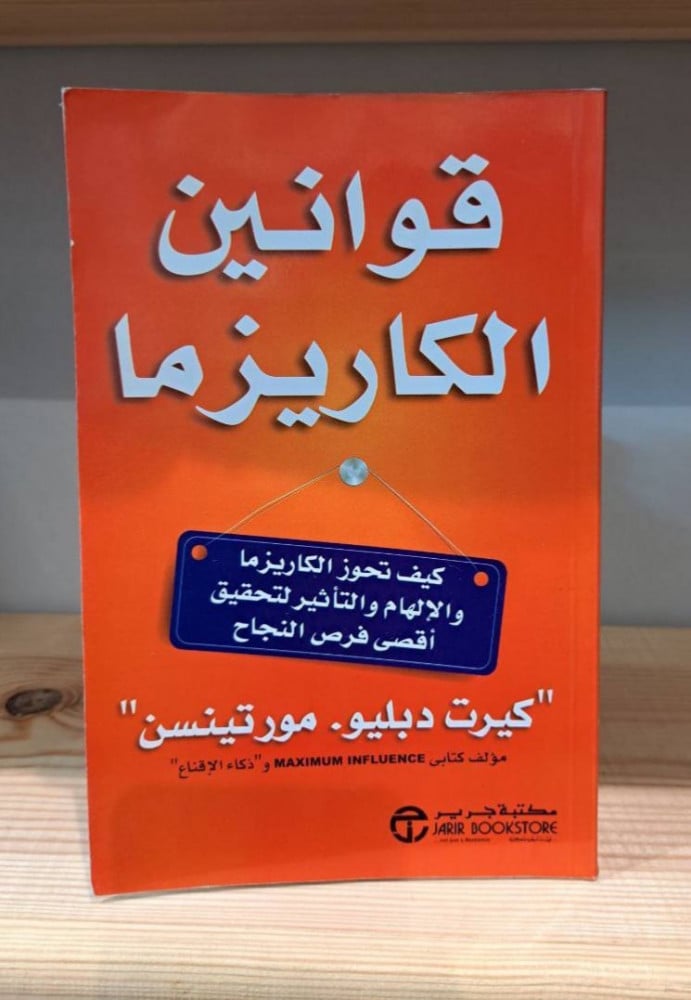 قوانين
الكاريزما
كيف تحوز الكاريزما
والإلهام والتأثير لتحقيق
أقصى فرص النجاح
"كيرت دبليو. مورتينسن"
مؤلف كتابى MAXIMUM INFLUENCE و"ذكاء الإقناع"
مكتبة جرير
JARIR BOOKSTORE